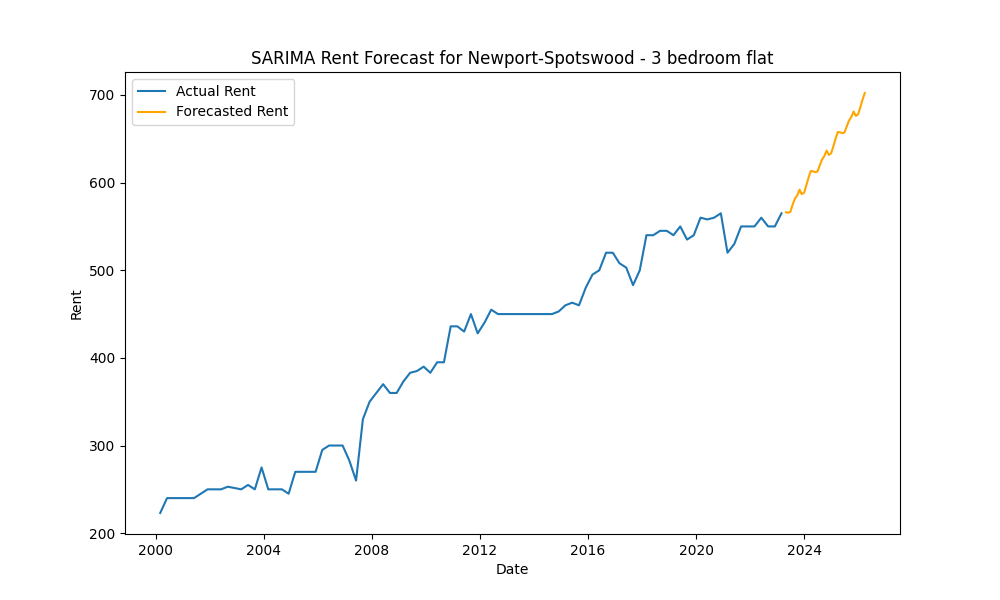 SARIMA Rent Forecast for Newport-Spotswood - 3 bedroom flat
Actual Rent
Forecasted Rent
700
600
500
400
300
200
Rent
2000 2004 2008 2012 2016 2020 2024
Date